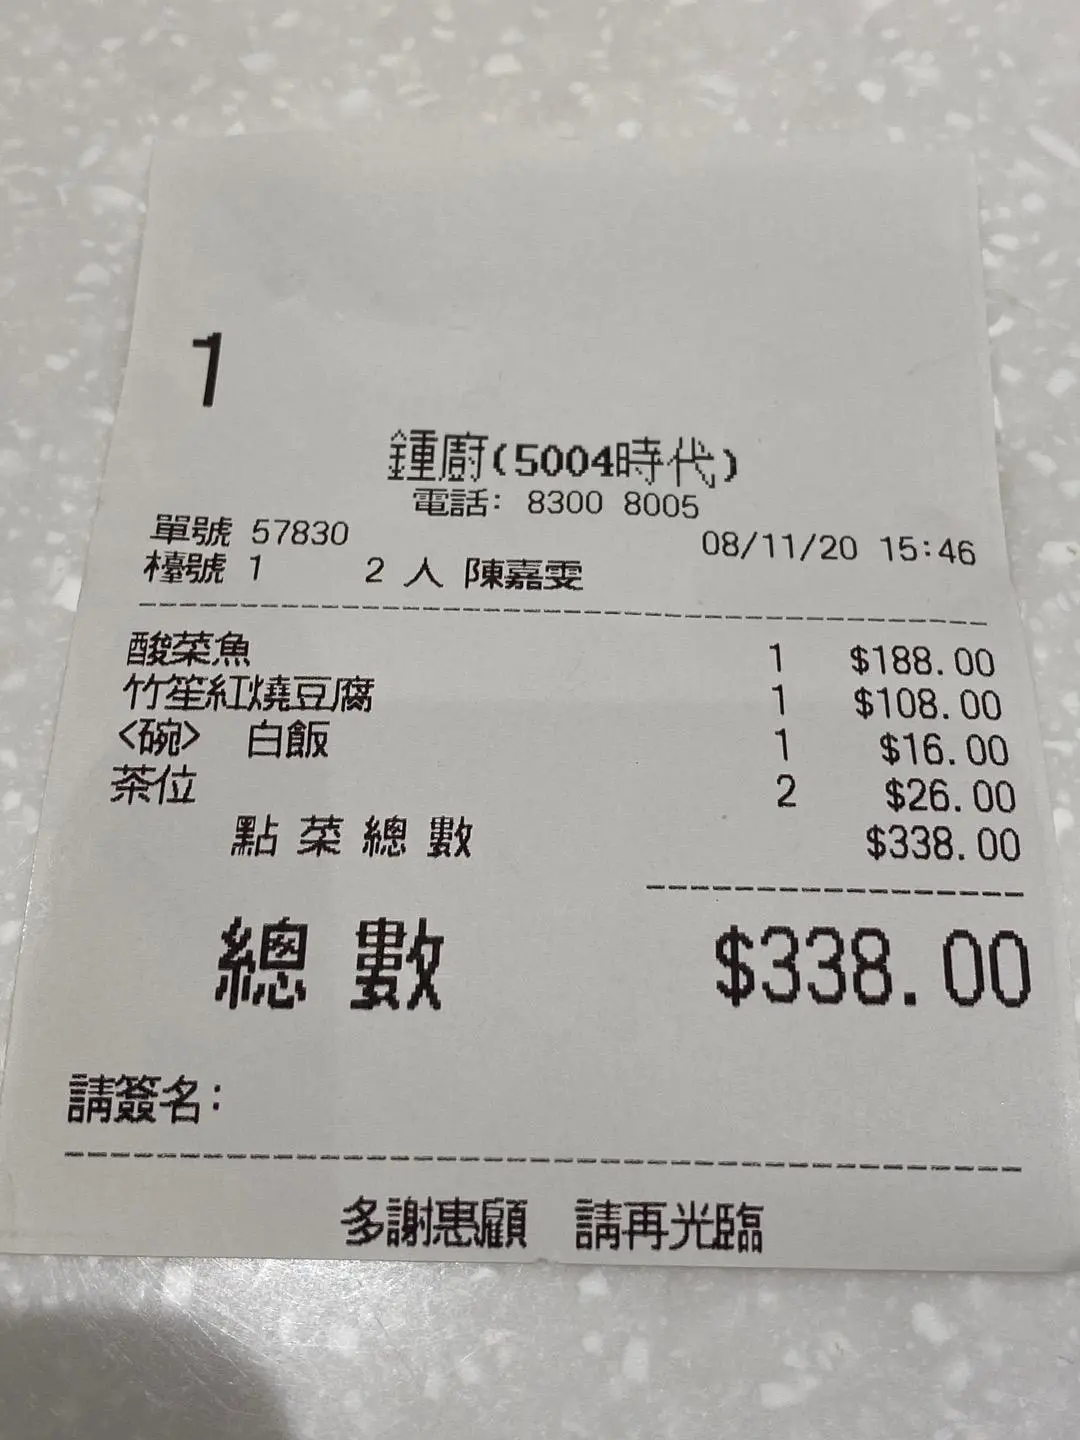 1
鍾廚(5004時代)
電話: 8300 8005
單號 57830 08/11/20 15:46
檯號 1 2 人 陳嘉雯
酸菜魚 1 $188.00
竹笙紅燒豆腐 1 $108.00
<碗> 白飯 1 $16.00
茶位 2 $26.00
點菜總數 $338.00
總數 $338.00
請簽名:
多謝惠顧 請再光臨